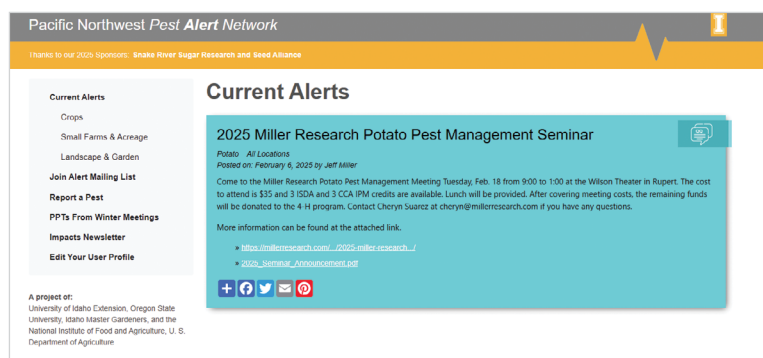 Pacific Northwest Pest Alert Network
I
Thanks to our 2025 Sponsors: Snake River Sugar Research and Seed Alliance
Current Alerts
Crops
Small Farms & Acreage
Landscape & Garden
Join Alert Mailing List
Report a Pest
PPTs From Winter Meetings
Impacts Newsletter
Edit Your User Profile
A project of:
University of Idaho Extension, Oregon State
University, Idaho Master Gardeners, and the
National Institute of Food and Agriculture, U. S.
Department of Agriculture
Current Alerts
2025 Miller Research Potato Pest Management Seminar
Potato All Locations
Posted on: February 6, 2025 by Jeff Miller
Come to the Miller Research Potato Pest Management Meeting Tuesday, Feb. 18 from 9:00 to 1:00 at the Wilson Theater in Rupert. The cost
to attend is $35 and 3 ISDA and 3 CCA IPM credits are available. Lunch will be provided. After covering meeting costs, the remaining funds
will be donated to the 4-H program. Contact Cheryn Suarez at cheryn@millerresearch.com if you have any questions.
More information can be found at the attached link.
» https://millerresearch.com/.../2025-miller-research.../
» 2025_Seminar_Announcement.pdf